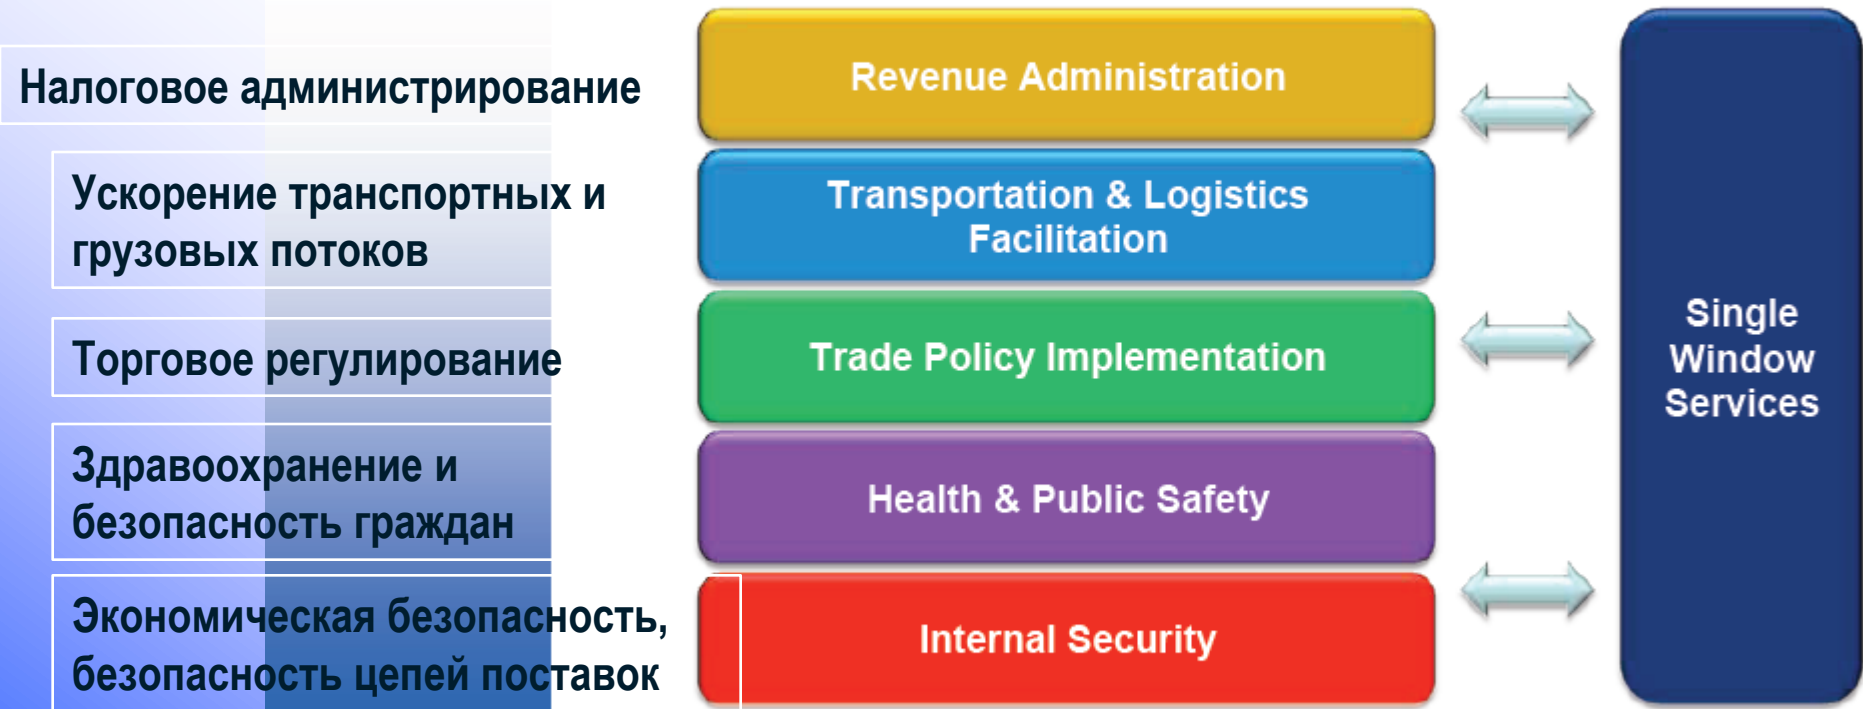 Налоговое администрирование
Revenue Administration
Ускорение транспортных и
грузовых потоков
Transportation & Logistics
Facilitation
Торговое регулирование
Trade Policy Implementation
Здравоохранение и
безопасность граждан
Health & Public Safety
Экономическая безопасность,
безопасность цепей поставок
Internal Security
Single
Window
Services